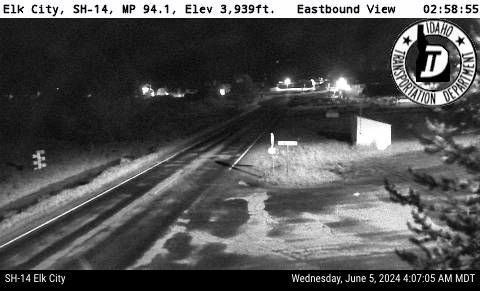 Elk City, SH-14, MP 94.1, Elev 3,939ft. Eastbound View 02:58:55
IDAHO
TRANSPORTATION DEPARTMENT
SH-14 Elk City Wednesday, June 5, 2024 4:07:05 AM MDT